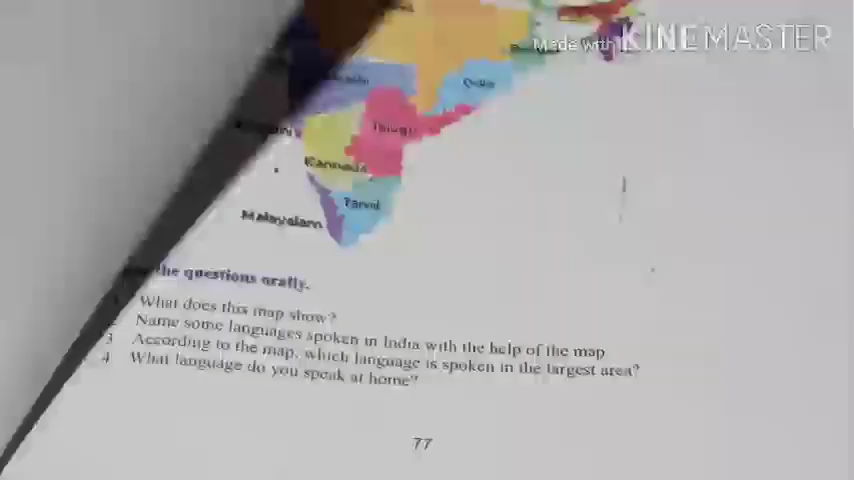 Made with KINEMASTER
Odia
Telugu
Kannada
Tamil
Malayalam
the questions orally.
What does this map show?
2 Name some languages spoken in India with the help of the map
3 According to the map, which language is spoken in the largest area?
4 What language do you speak at home?
77